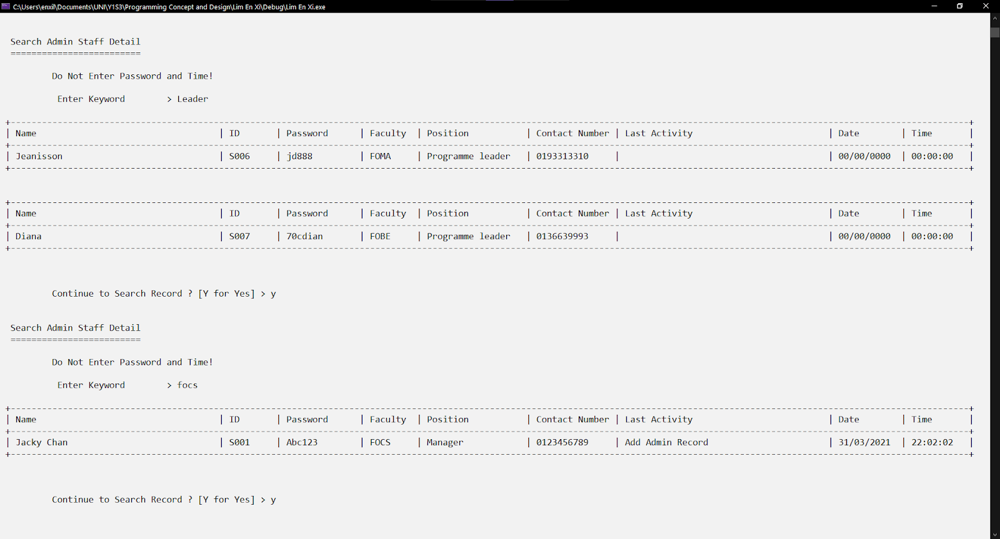 C:\Users\enxil\Documents\UNI\Y1S3\Programming Concept and Design\Lim En Xi\Debug\Lim En Xi.exe
Search Admin Staff Detail
=========================
Do Not Enter Password and Time!
Enter Keyword > Leader
| Name | ID | Password | Faculty | Position | Contact Number | Last Activity | Date | Time |
| Jeanisson | S006 | jd888 | FOMA | Programme leader | 0193313310 | | 00/00/0000 | 00:00:00 |
| Name | ID | Password | Faculty | Position | Contact Number | Last Activity | Date | Time |
| Diana | S007 | 70cdian | FOBE | Programme leader | 0136639993 | | 00/00/0000 | 00:00:00 |
Continue to Search Record ? [Y for Yes] > y
Search Admin Staff Detail
=========================
Do Not Enter Password and Time!
Enter Keyword > focs
| Name | ID | Password | Faculty | Position | Contact Number | Last Activity | Date | Time |
| Jacky Chan | S001 | Abc123 | FOCS | Manager | 0123456789 | Add Admin Record | 31/03/2021 | 22:02:02 |
Continue to Search Record ? [Y for Yes] > y